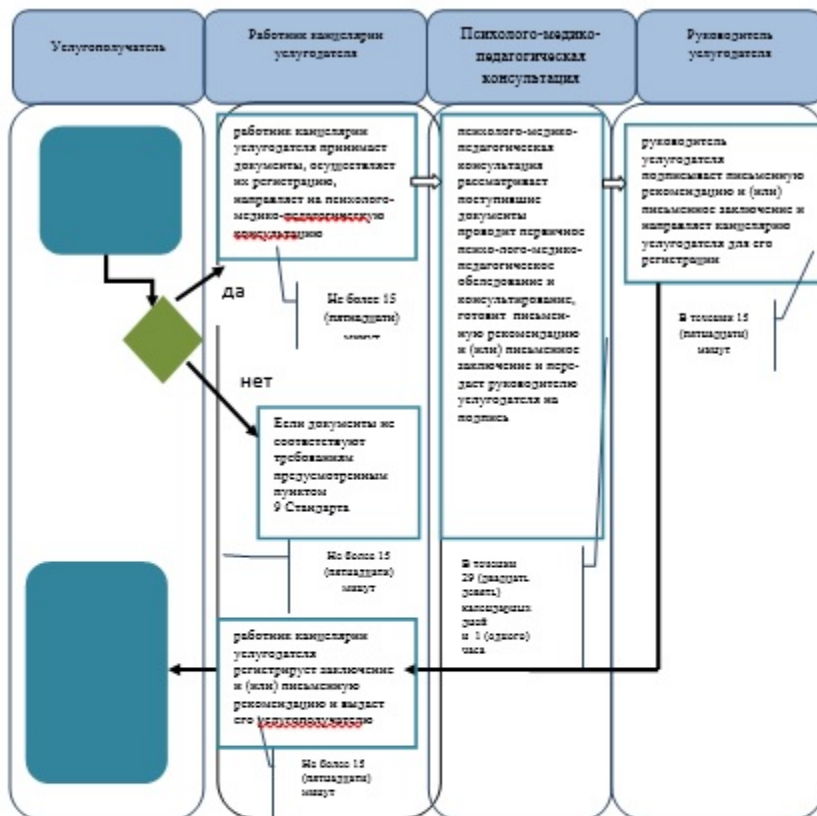 Услугополучатель
Работник канцелярии
услугодателя
Психолого-медико-
педагогическая
консультация
Руководитель
услугодателя
работник канцелярии
услугодателя принимает
документы, осуществляет
их регистрацию,
направляет на психолого-
медико-педагогическую
консультацию
да
Не более 15
(пятнадцати)
минут
нет
Если документы не
соответствуют
требованиям
предусмотренным
пунктом
9 Стандарта
Не более 15
(пятнадцати)
минут
работник канцелярии
услугодателя
регистрирует заключение
и (или) письменную
рекомендацию и выдает
его услугополучателю
Не более 15
(пятнадцати)
минут
психолого-медико-
педагогическая
консультация
рассматривает
поступившие
документы
проводит первичное
психо-лого-медико-
педагогическое
обследование и
консультирование,
готовит письмен-
ную рекомендацию
и (или) письменное
заключение и пере-
дает руководителю
услугодателя на
подпись
В течении
29 (двадцать
девять)
календарных
дней
и 1 (одного)
часа
руководитель
услугодателя
подписывает письменную
рекомендацию и (или)
письменное заключение и
направляет канцелярию
услугодателя для его
регистрации
В течении 15
(пятнадцати)
минут